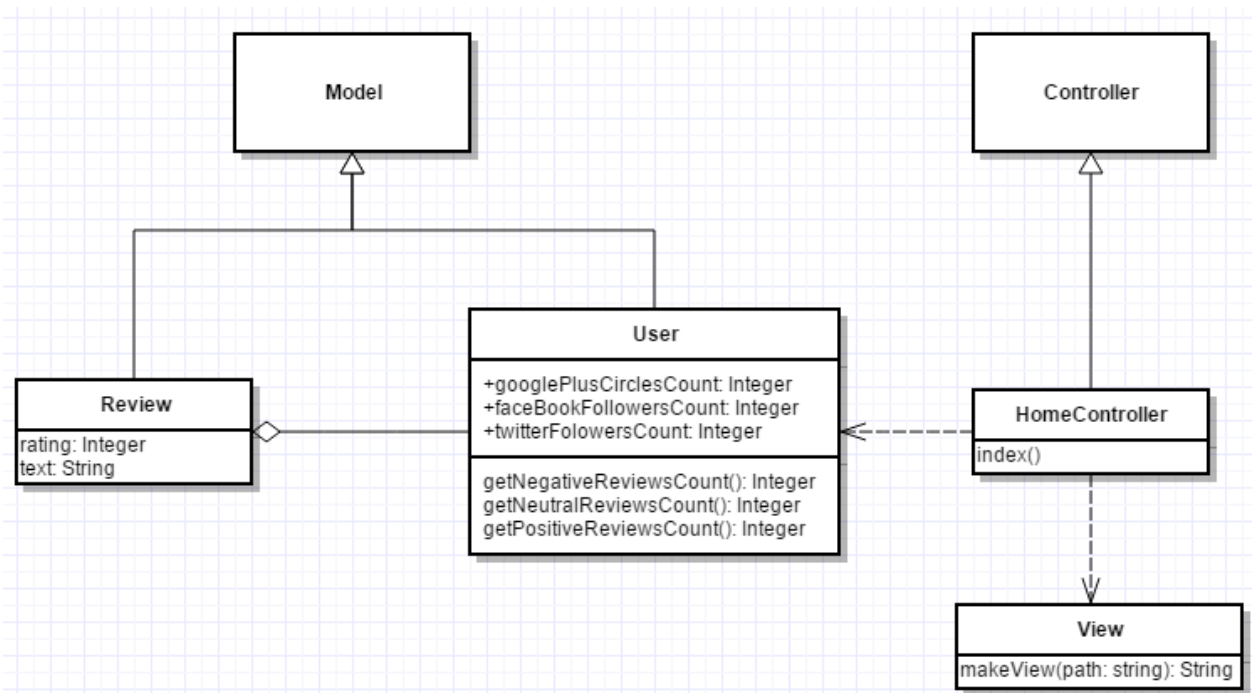 Model
Controller
User
+googlePlusCirclesCount: Integer
+faceBookFollowersCount: Integer
+twitterFolowersCount: Integer
getNegativeReviewsCount(): Integer
getNeutralReviewsCount(): Integer
getPositiveReviewsCount(): Integer
Review
rating: Integer
text: String
HomeController
index()
View
makeView(path: string): String